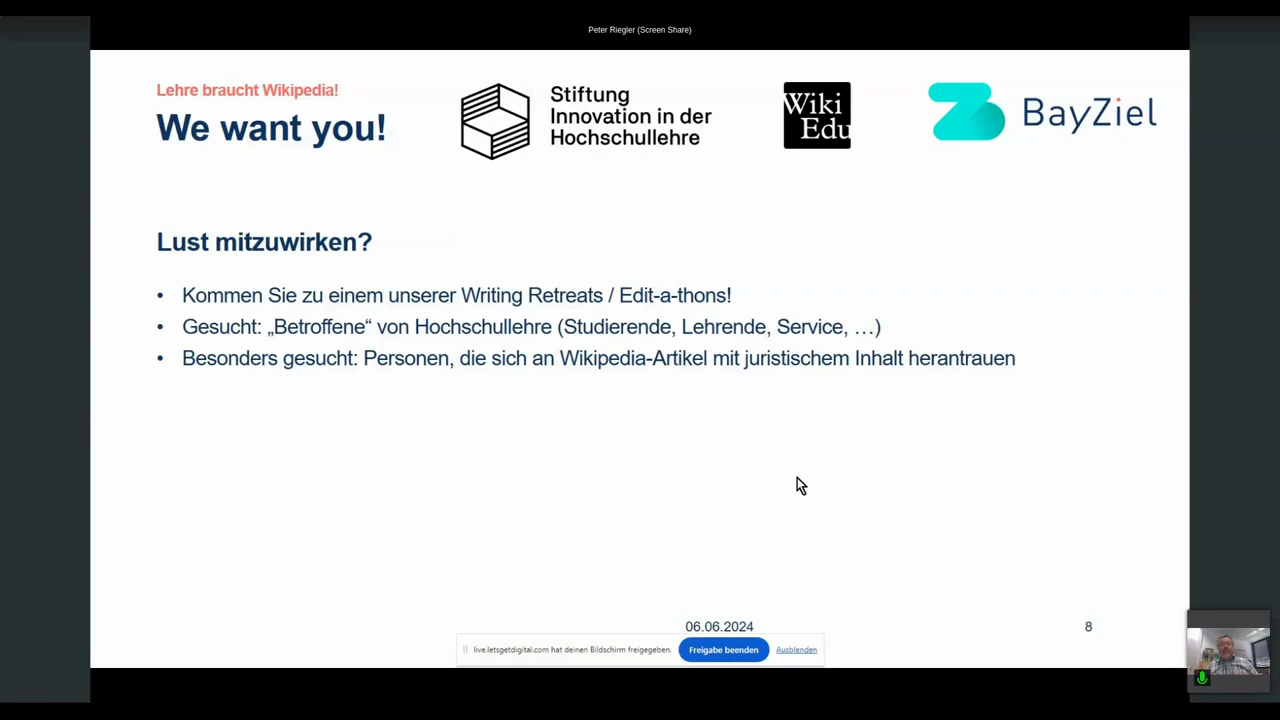 Peter Riegler (Screen Share)
Lehre braucht Wikipedia!
We want you!
Stiftung
Innovation in der
Hochschullehre
Wiki
Edu
BayZiel
Lust mitzuwirken?
• Kommen Sie zu einem unserer Writing Retreats / Edit-a-thons!
• Gesucht: „Betroffene“ von Hochschullehre (Studierende, Lehrende, Service, …)
• Besonders gesucht: Personen, die sich an Wikipedia-Artikel mit juristischem Inhalt herantrauen
06.06.2024
8
live.letsgetdigital.com hat deinen Bildschirm freigegeben.
Freigabe beenden
Ausblenden